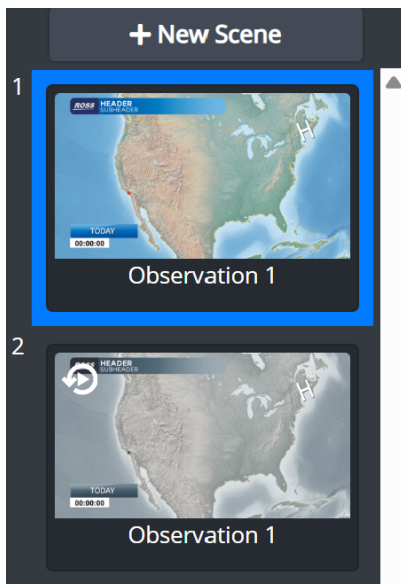 + New Scene
1
ROSS HEADER
SUBHEADER
H
TODAY
00:00:00
Observation 1
2
ROSS HEADER
SUBHEADER
H
TODAY
00:00:00
Observation 1